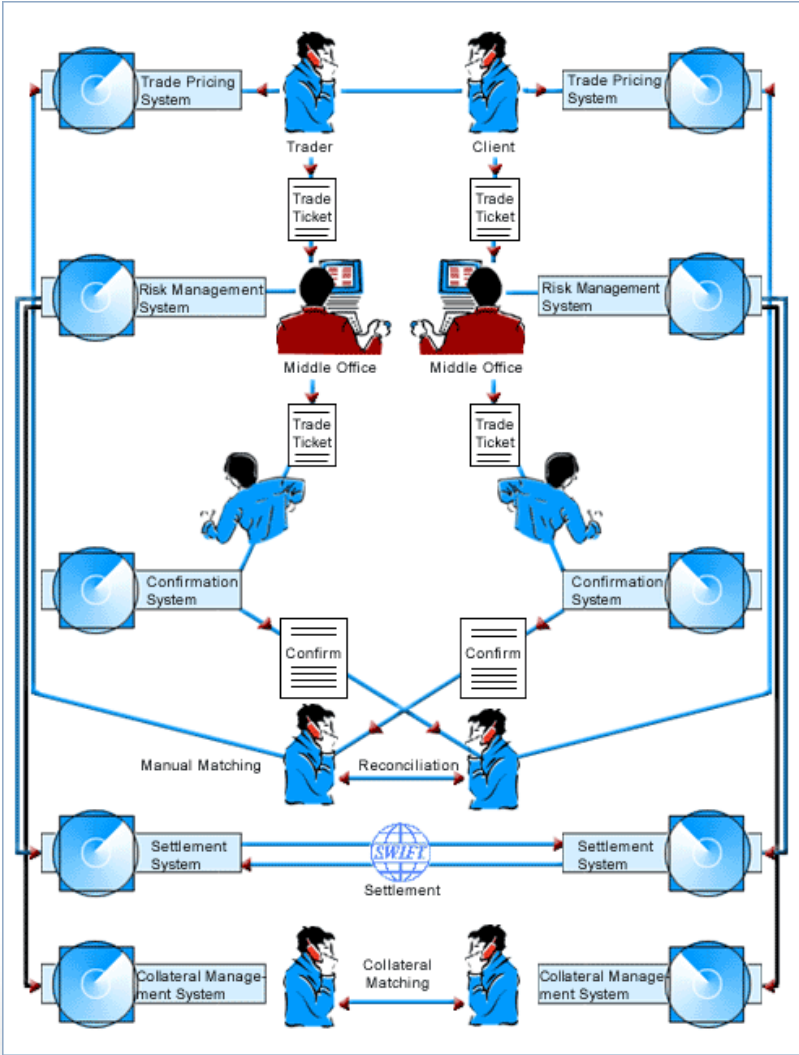 Trade Pricing
System
Trade Pricing
System
Trader
Client
Trade
Ticket
Trade
Ticket
Risk Management
System
Risk Management
System
Middle Office
Middle Office
Trade
Ticket
Trade
Ticket
Confirmation
System
Confirmation
System
Confirm
Confirm
Manual Matching
Reconciliation
Settlement
System
SWIFT
Settlement
System
Settlement
Collateral Manage-
ment System
Collateral
Matching
Collateral Manage-
ment System